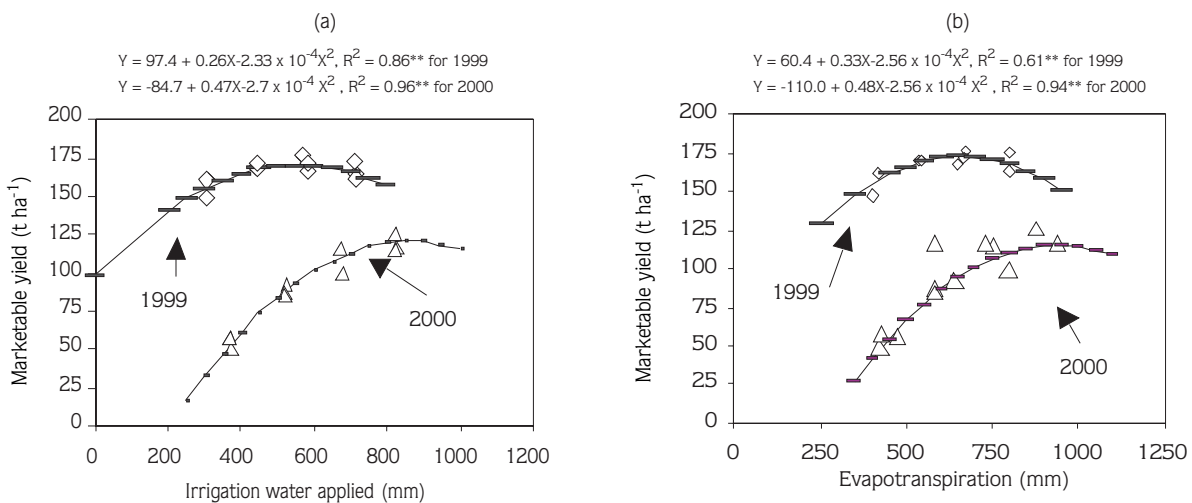 (a)
Y = 97.4 + 0.26X-2.33 x 10-4X2, R2 = 0.86** for 1999
Y = -84.7 + 0.47X-2.7 x 10-4 X2 , R2 = 0.96** for 2000
Marketable yield (t ha-1)
200
175
150
125
100
75
50
25
0
1999
2000
0 200 400 600 800 1000 1200
Irrigation water applied (mm)
(b)
Y = 60.4 + 0.33X-2.56 x 10-4X2, R2 = 0.61** for 1999
Y = -110.0 + 0.48X-2.56 x 10-4 X2 , R2 = 0.94** for 2000
Marketable yield (t ha-1)
200
175
150
125
100
75
50
25
0
1999
2000
0 250 500 750 1000 1250
Evapotranspiration (mm)